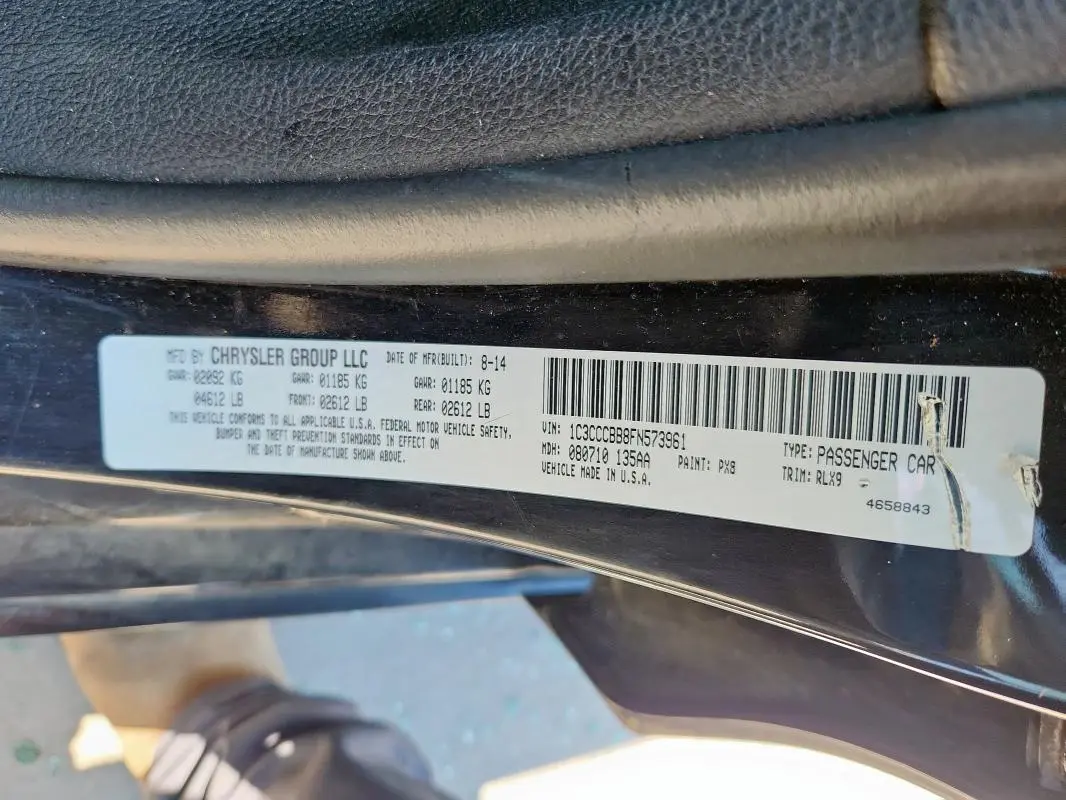 MFD BY CHRYSLER GROUP LLC DATE OF MFR(BUILT): 8-14
GVWR: 02092 KG GAWR: 01185 KG GAWR: 01185 KG
04612 LB FRONT: 02612 LB REAR: 02612 LB
THIS VEHICLE CONFORMS TO ALL APPLICABLE U.S.A. FEDERAL MOTOR VEHICLE SAFETY,
BUMPER AND THEFT PREVENTION STANDARDS IN EFFECT ON
THE DATE OF MANUFACTURE SHOWN ABOVE.
VIN: 1C3CCCBB8FN573961 TYPE: PASSENGER CAR
MDH: 080710 135AA PAINT: PX8 TRIM: RLX9
VEHICLE MADE IN U.S.A.
4658843